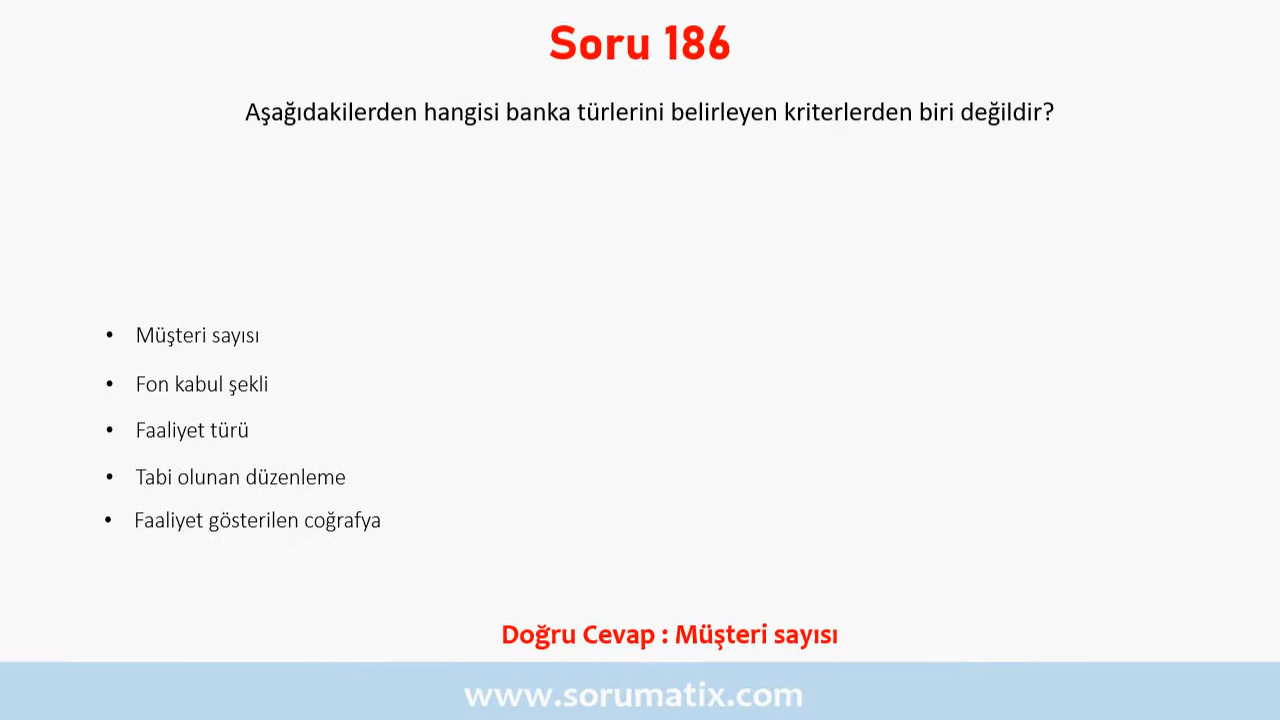 Soru 186
Aşağıdakilerden hangisi banka türlerini belirleyen kriterlerden biri değildir?
• Müşteri sayısı
• Fon kabul şekli
• Faaliyet türü
• Tabi olunan düzenleme
• Faaliyet gösterilen coğrafya
Doğru Cevap : Müşteri sayısı
www.sorumatix.com